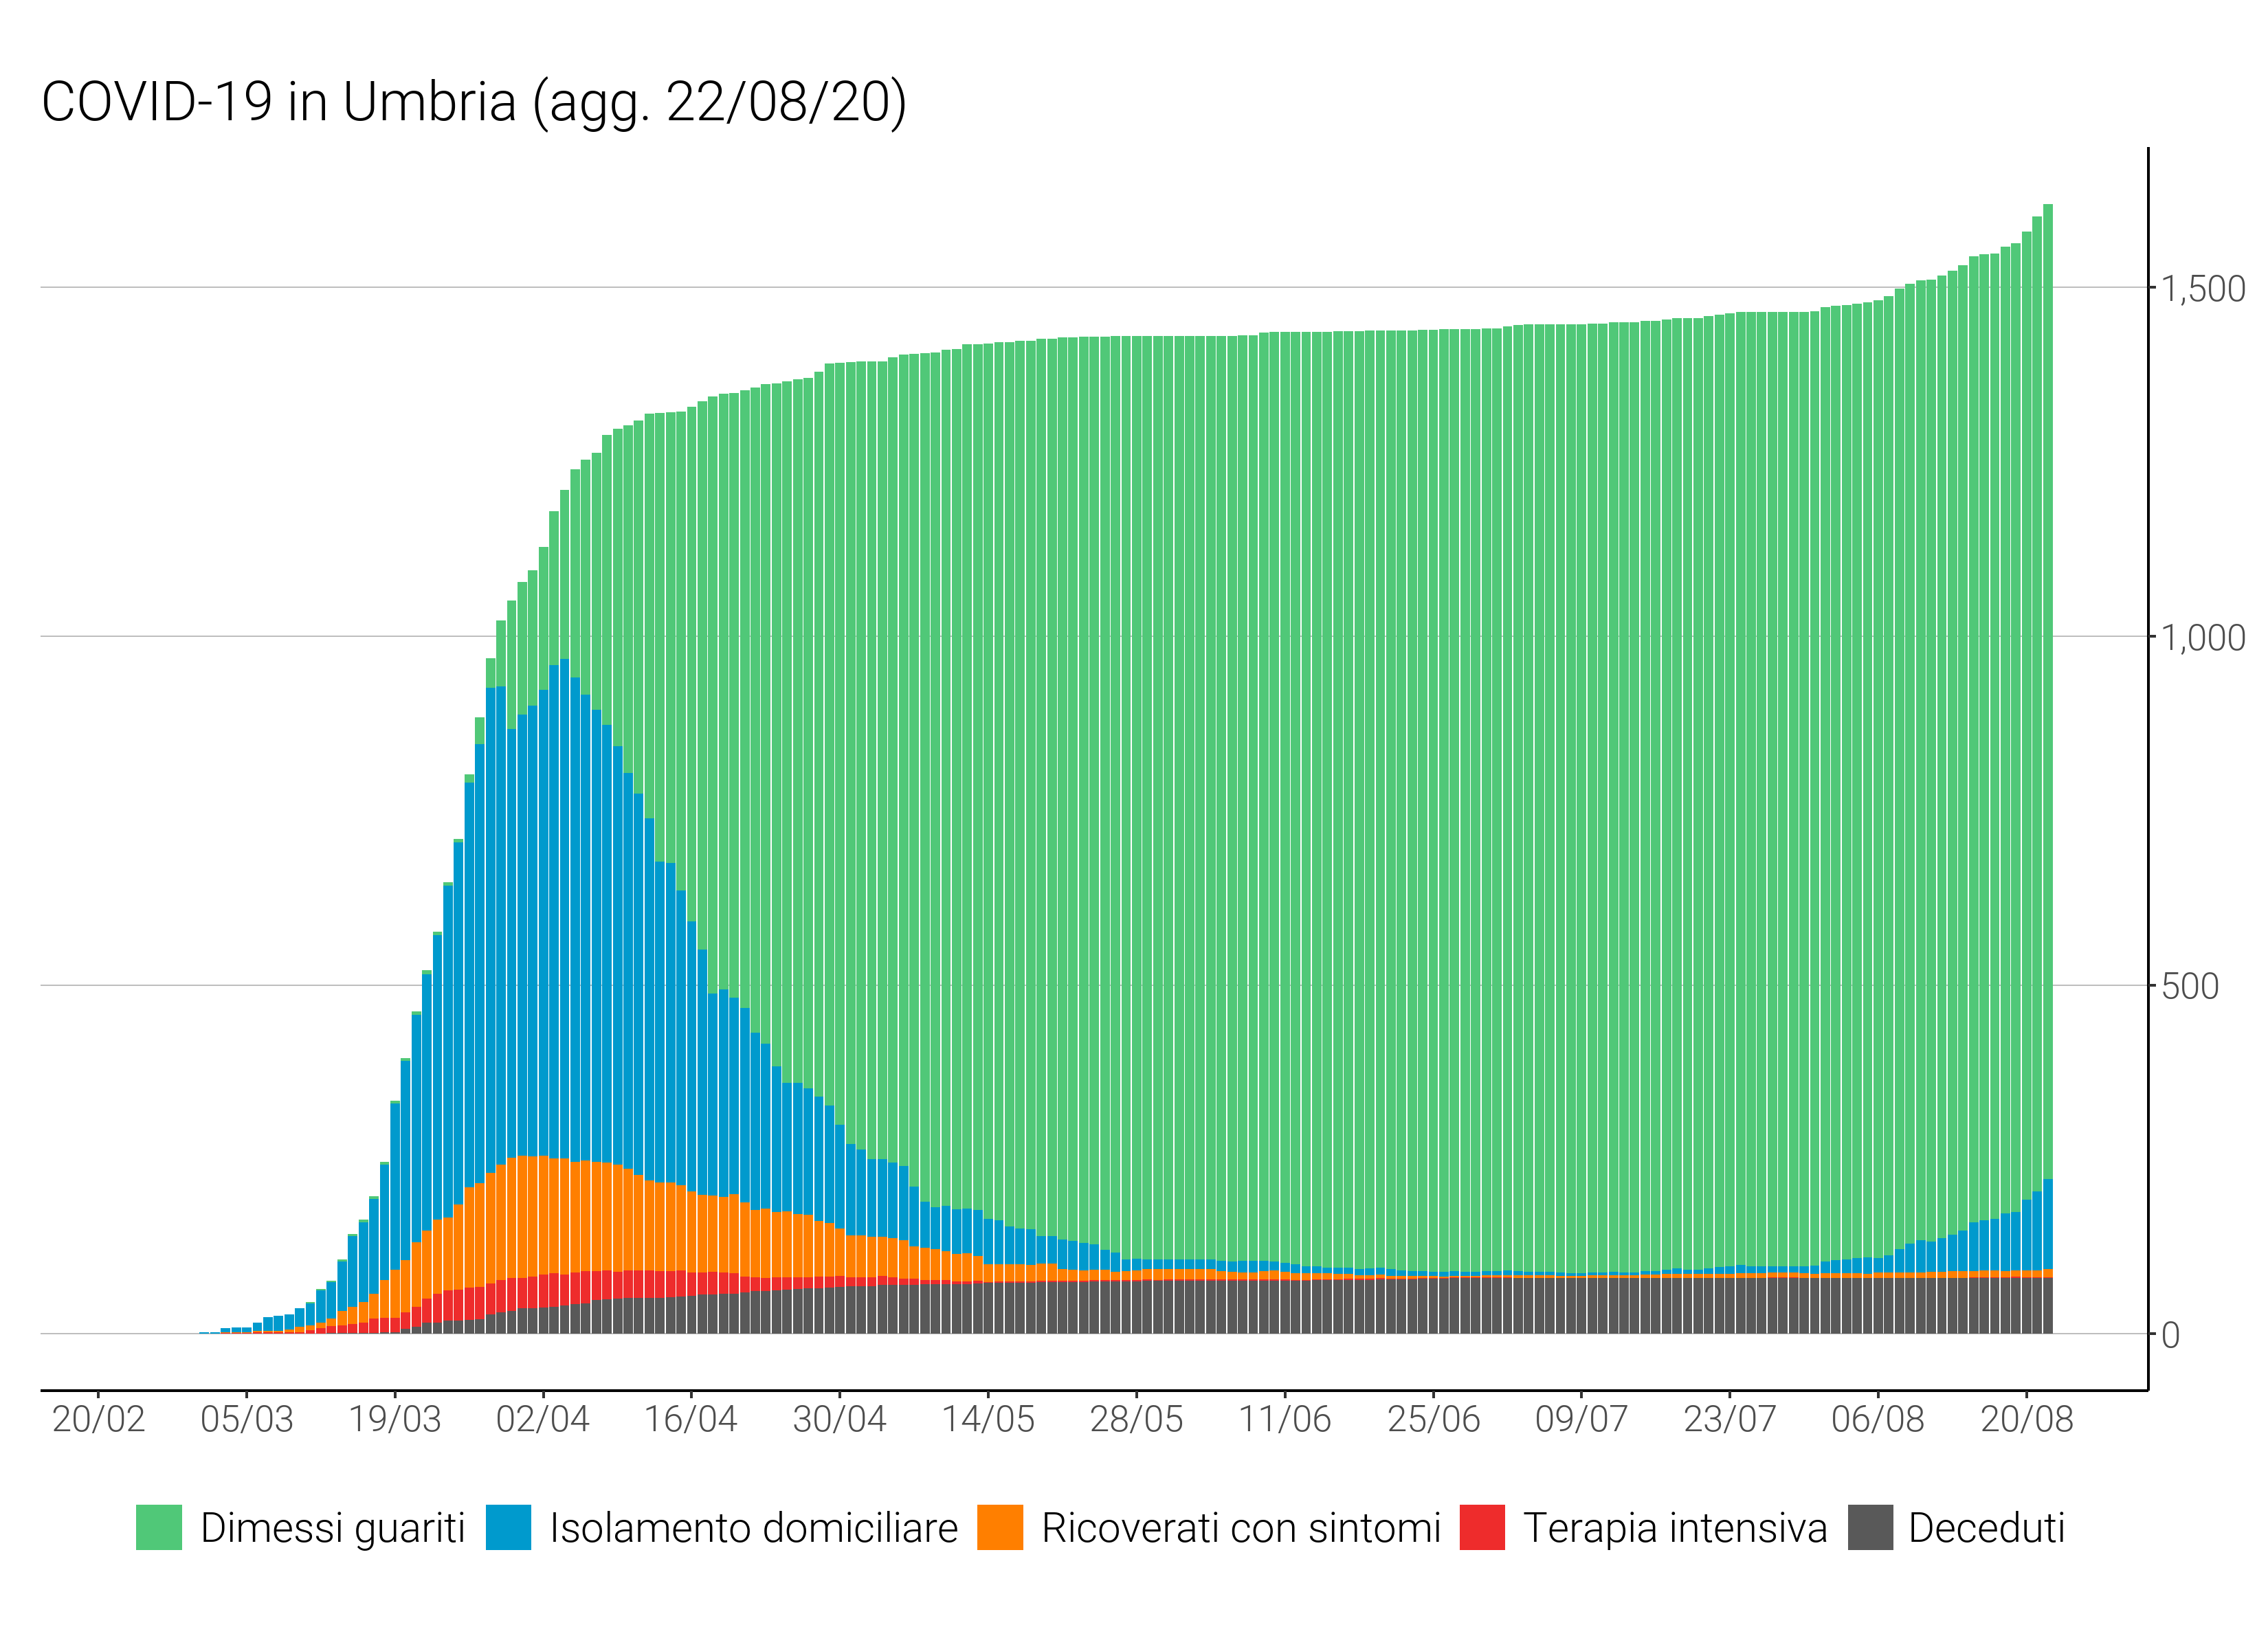 COVID-19 in Umbria (agg. 22/08/20)
1,500
1,000
500
0
20/02 05/03 19/03 02/04 16/04 30/04 14/05 28/05 11/06 25/06 09/07 23/07 06/08 20/08
Dimessi guariti Isolamento domiciliare Ricoverati con sintomi Terapia intensiva Deceduti